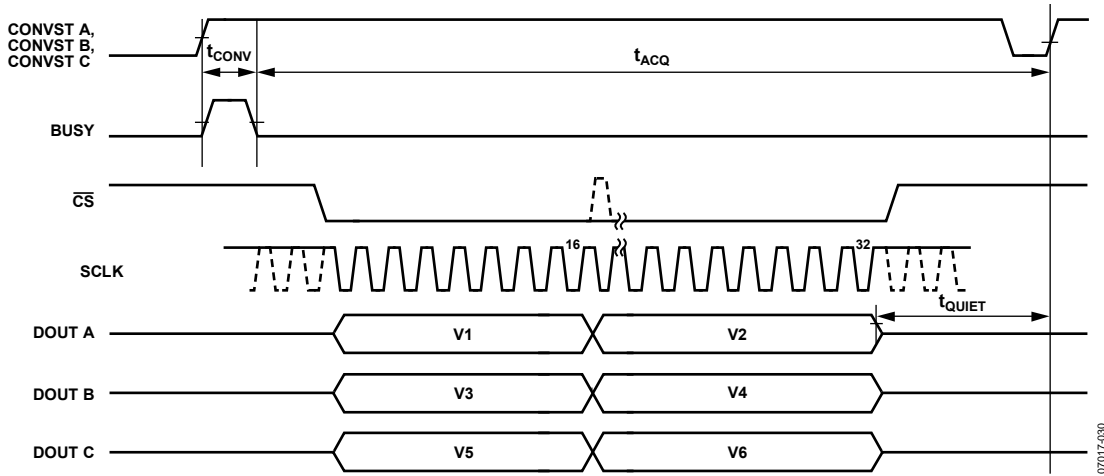 CONVST A,
CONVST B,
CONVST C
tCONV
tACQ
BUSY
CS
SCLK
16
32
tQUIET
DOUT A
V1
V2
DOUT B
V3
V4
DOUT C
V5
V6
07017-030